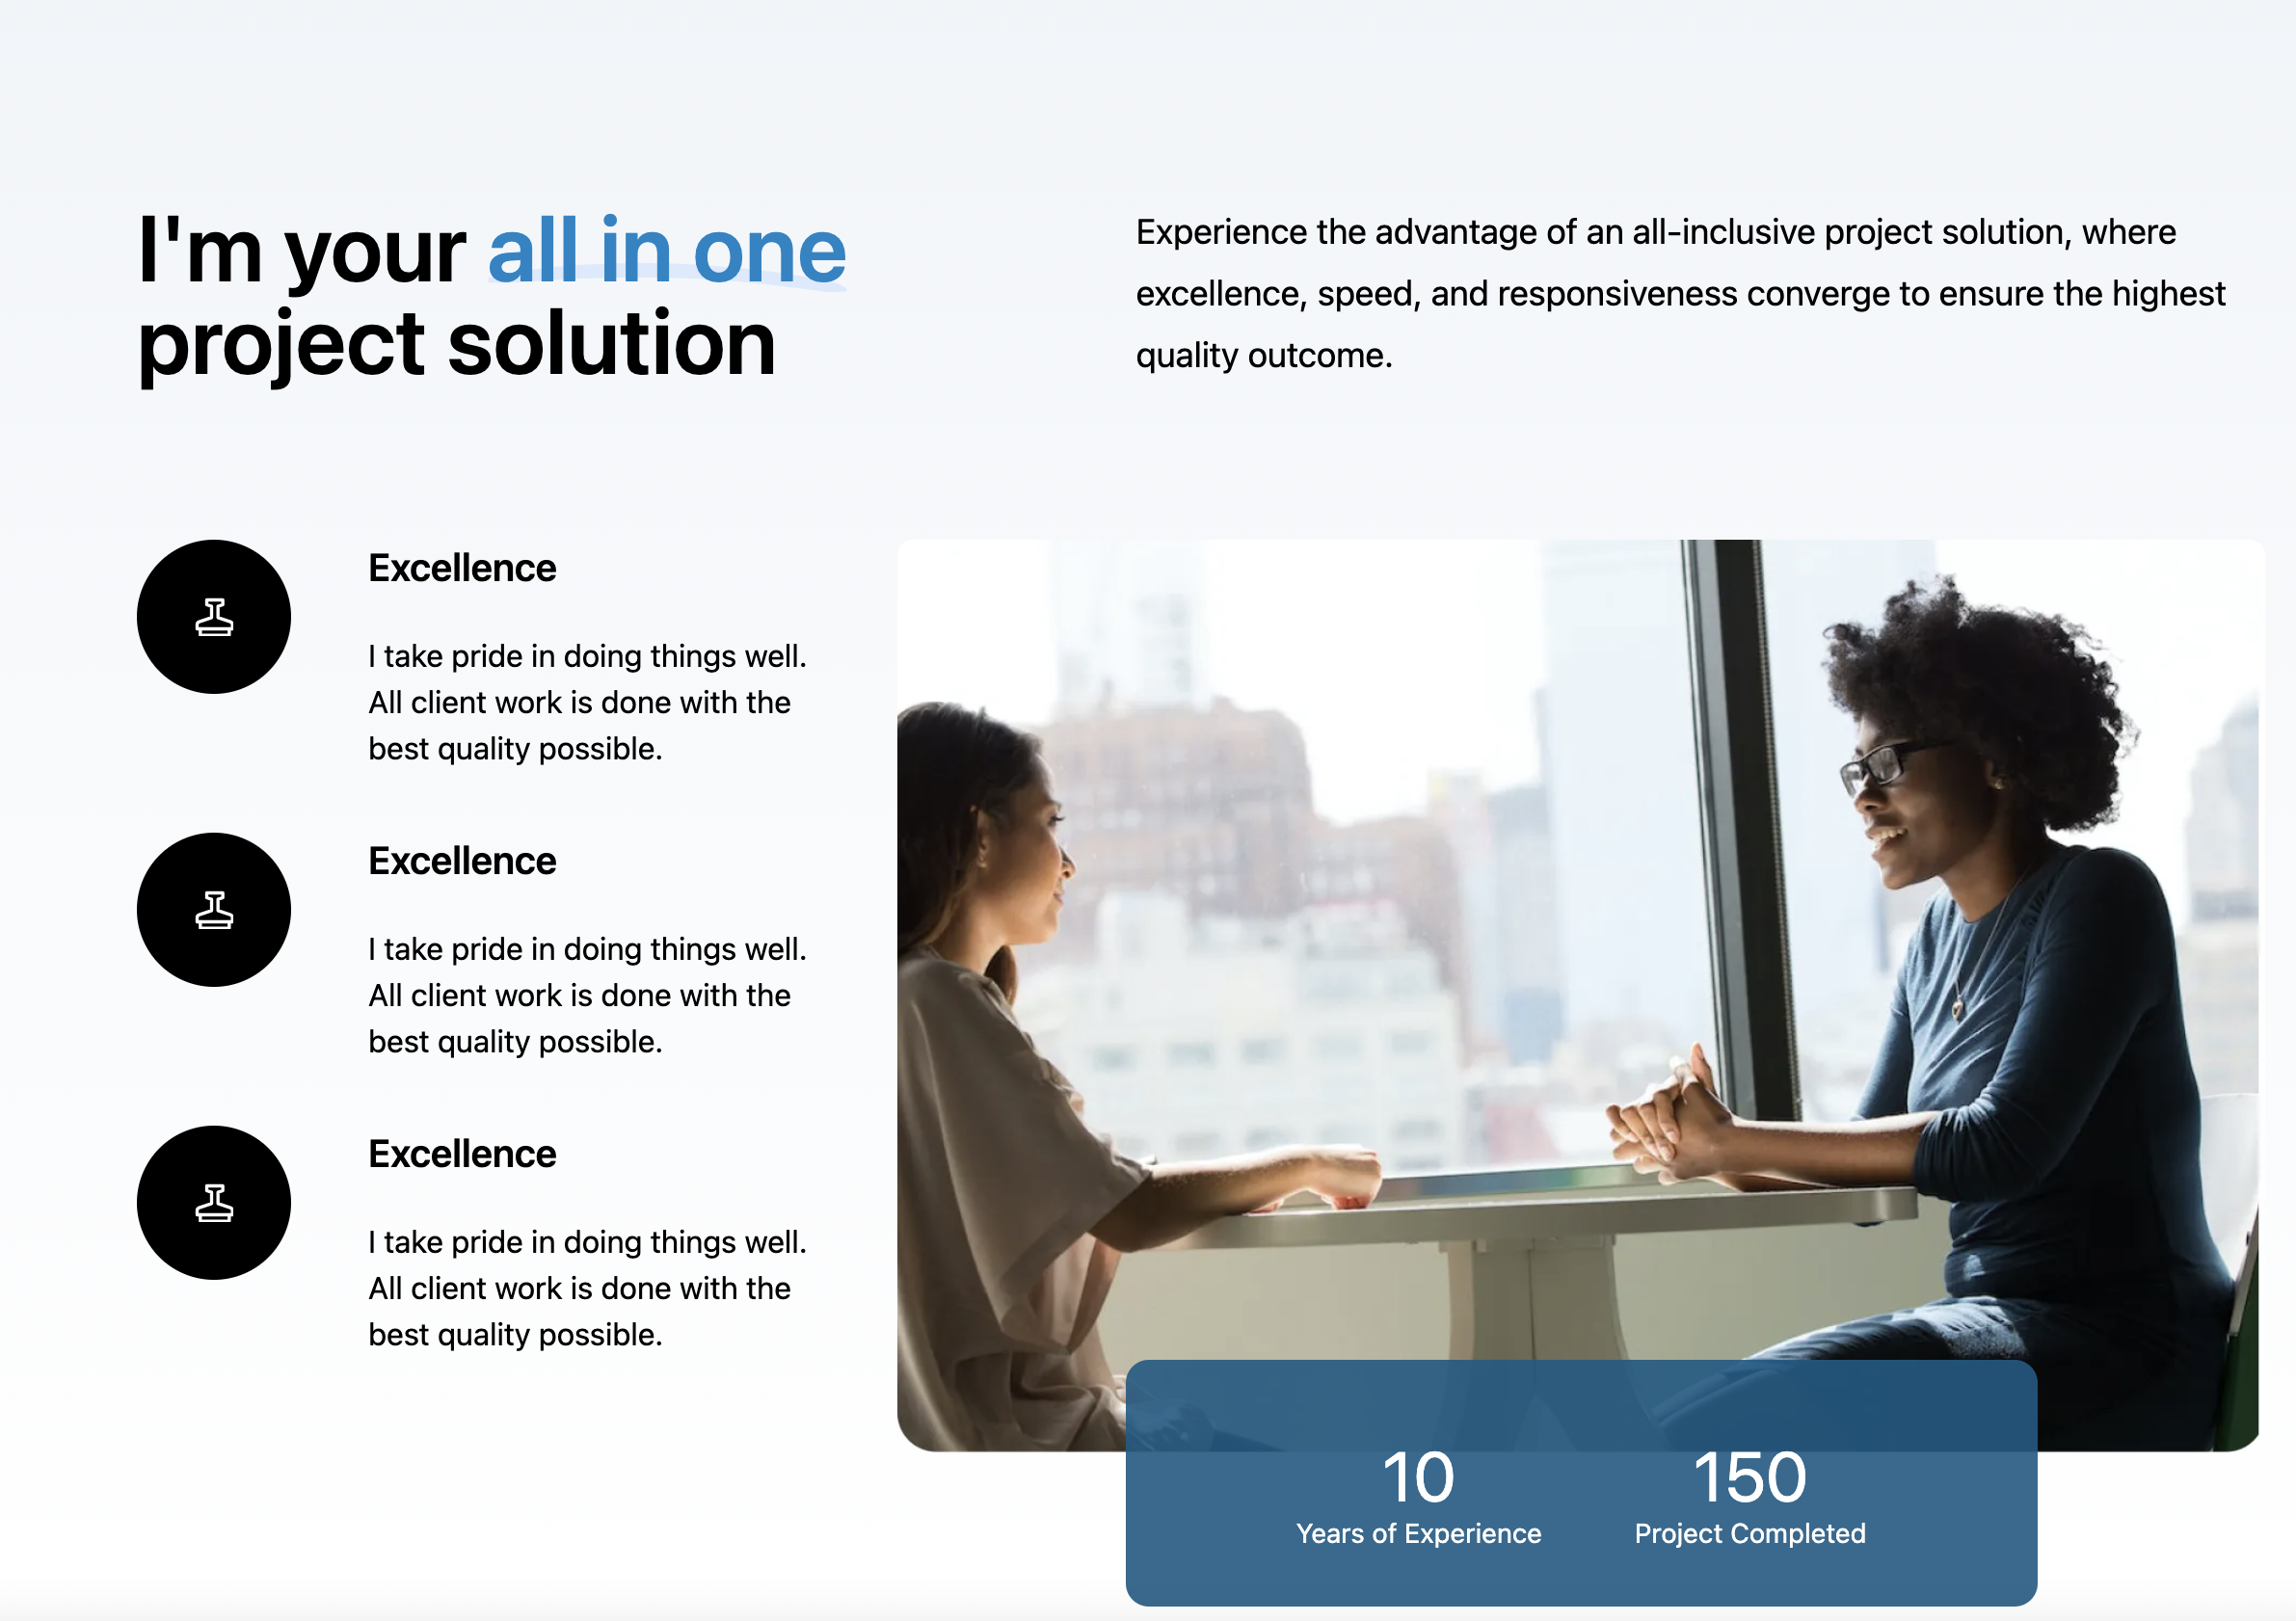 I'm your all in one
project solution
Experience the advantage of an all-inclusive project solution, where
excellence, speed, and responsiveness converge to ensure the highest
quality outcome.
Excellence
I take pride in doing things well.
All client work is done with the
best quality possible.
Excellence
I take pride in doing things well.
All client work is done with the
best quality possible.
Excellence
I take pride in doing things well.
All client work is done with the
best quality possible.
10
Years of Experience
150
Project Completed